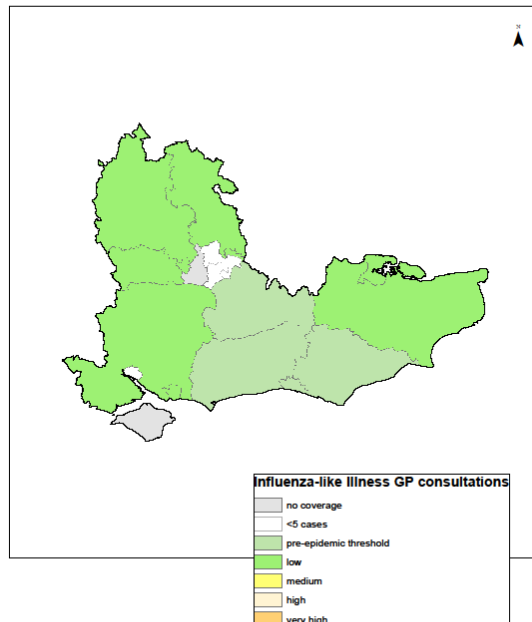 N
Influenza-like Illness GP consultations
no coverage
<5 cases
pre-epidemic threshold
low
medium
high
very high